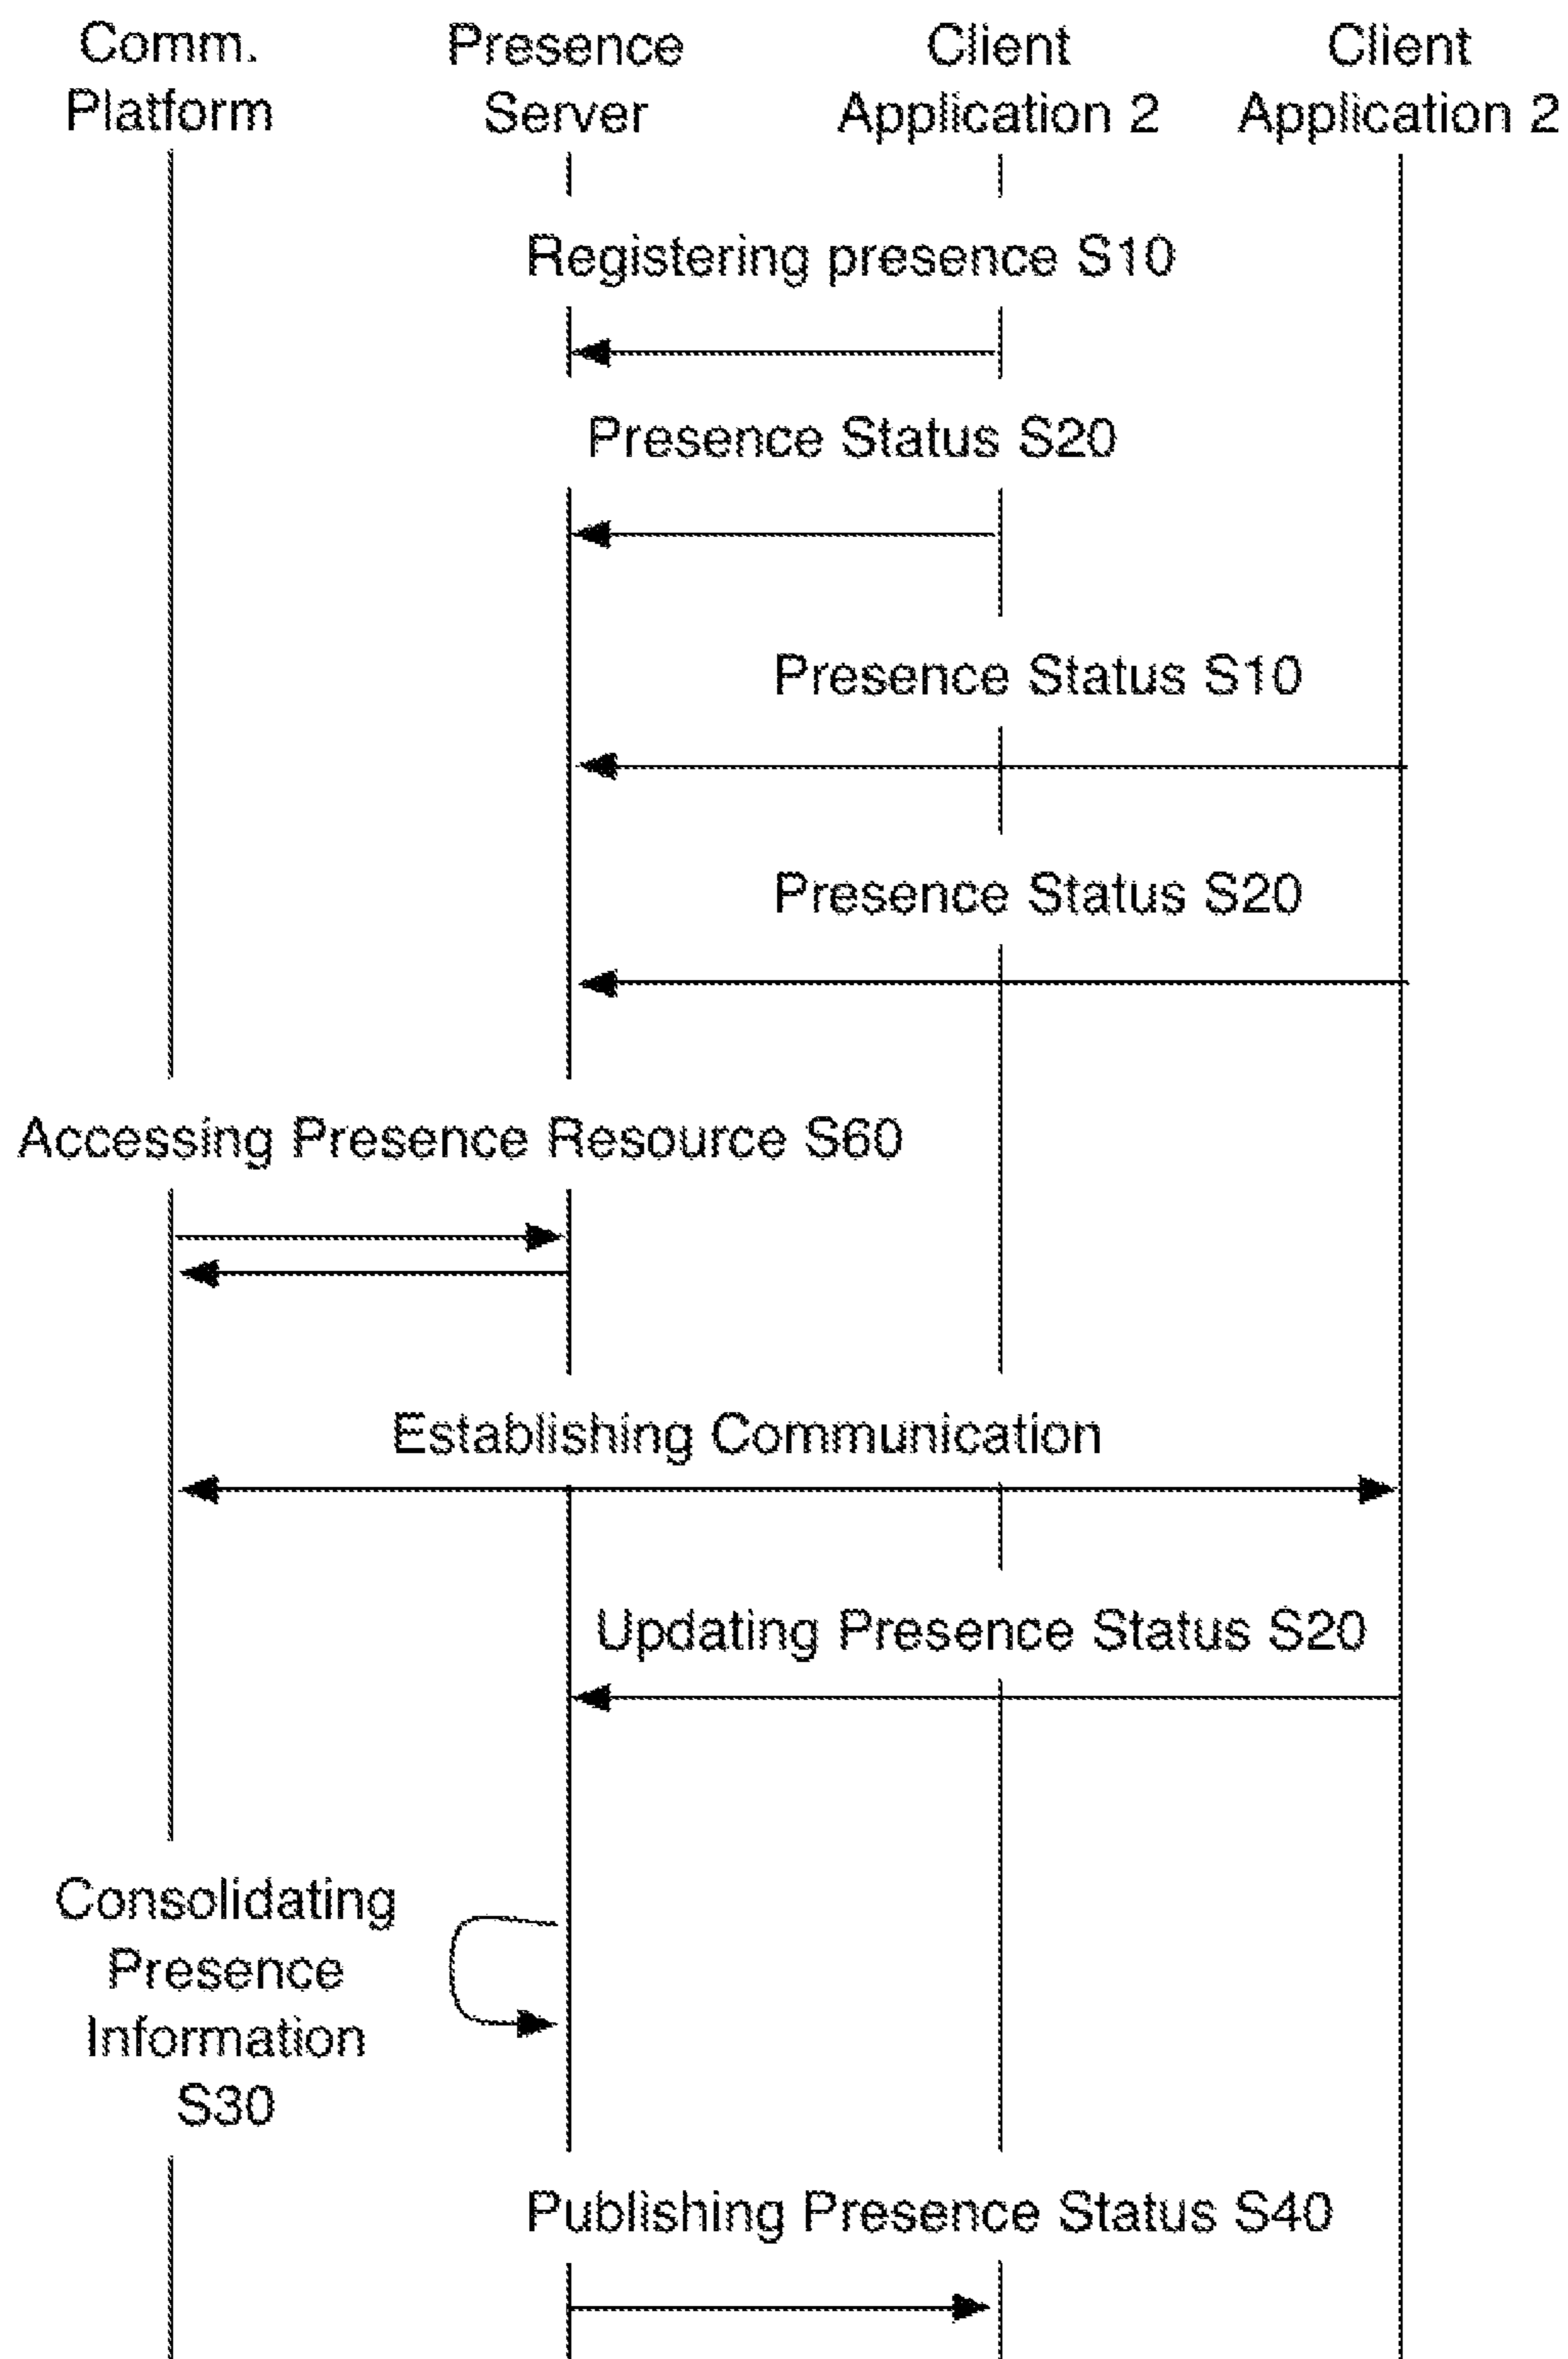 Comm.
Platform
Presence
Server
Client
Application 2
Client
Application 2
Registering presence S10
Presence Status S20
Presence Status S10
Presence Status S20
Accessing Presence Resource S60
Establishing Communication
Updating Presence Status S20
Consolidating
Presence
Information
S30
Publishing Presence Status S40